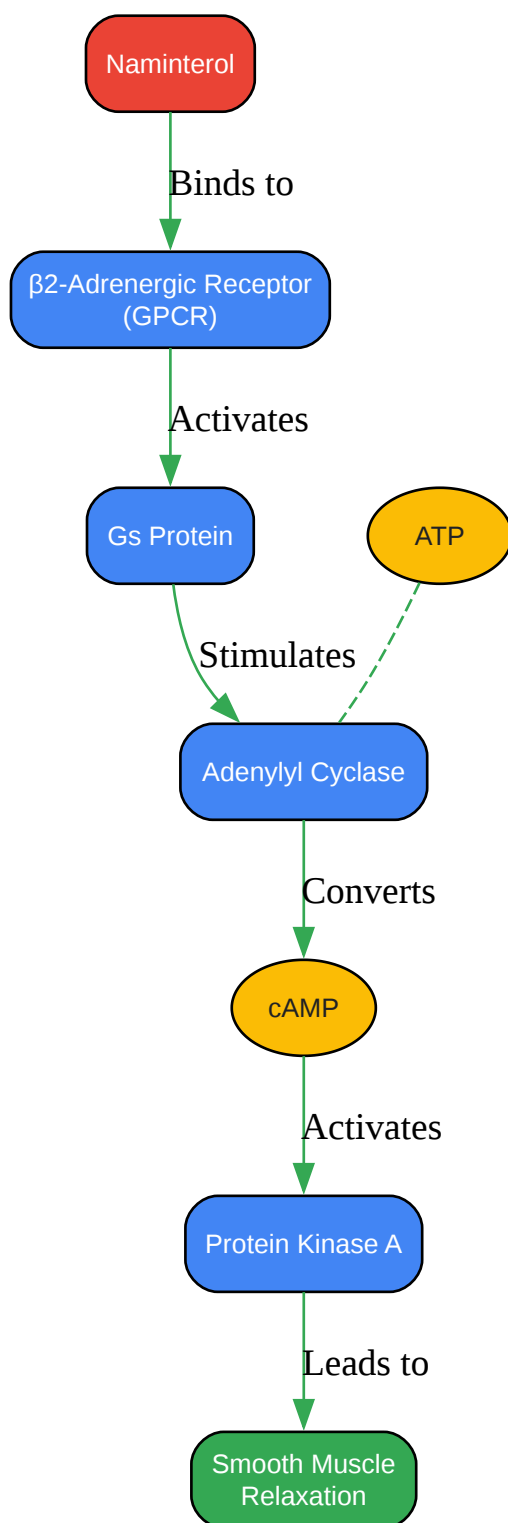 Naminterol
Binds to
β2-Adrenergic Receptor
(GPCR)
Activates
Gs Protein
ATP
Stimulates
Adenylyl Cyclase
Converts
cAMP
Activates
Protein Kinase A
Leads to
Smooth Muscle
Relaxation